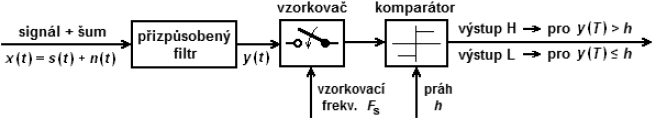 signál + šum
x(t) = s(t) + n(t)
přizpůsobený
filtr
y(t)
vzorkovač
vzorkovací
frekv. Fs
komparátor
práh
h
výstup H → pro y(T) > h
výstup L → pro y(T) ≤ h